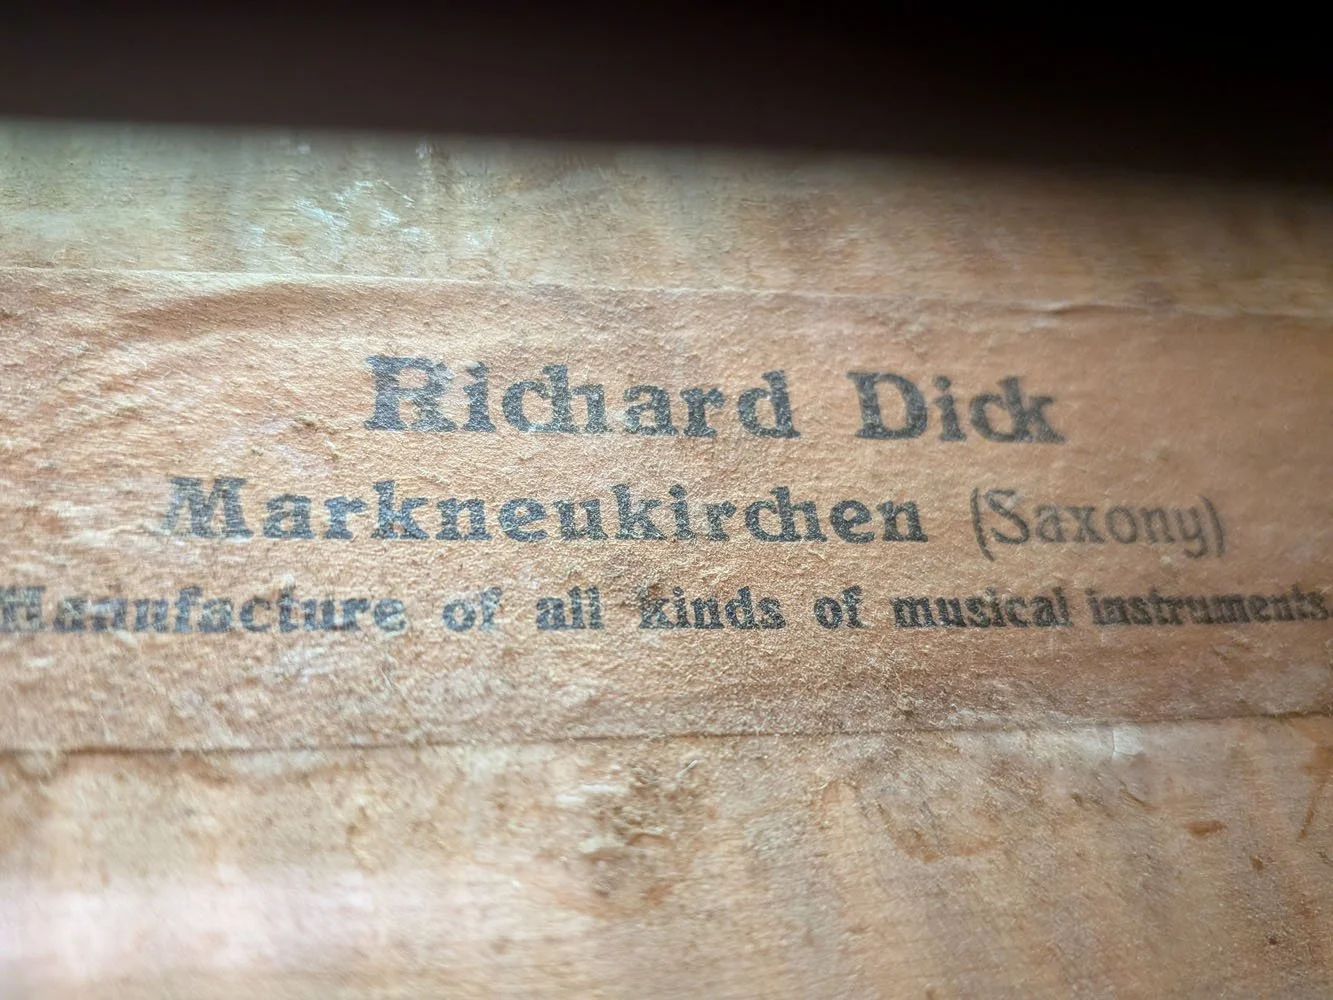 Richard Dick
Markneukirchen (Saxony)
Manufacture of all kinds of musical instruments.